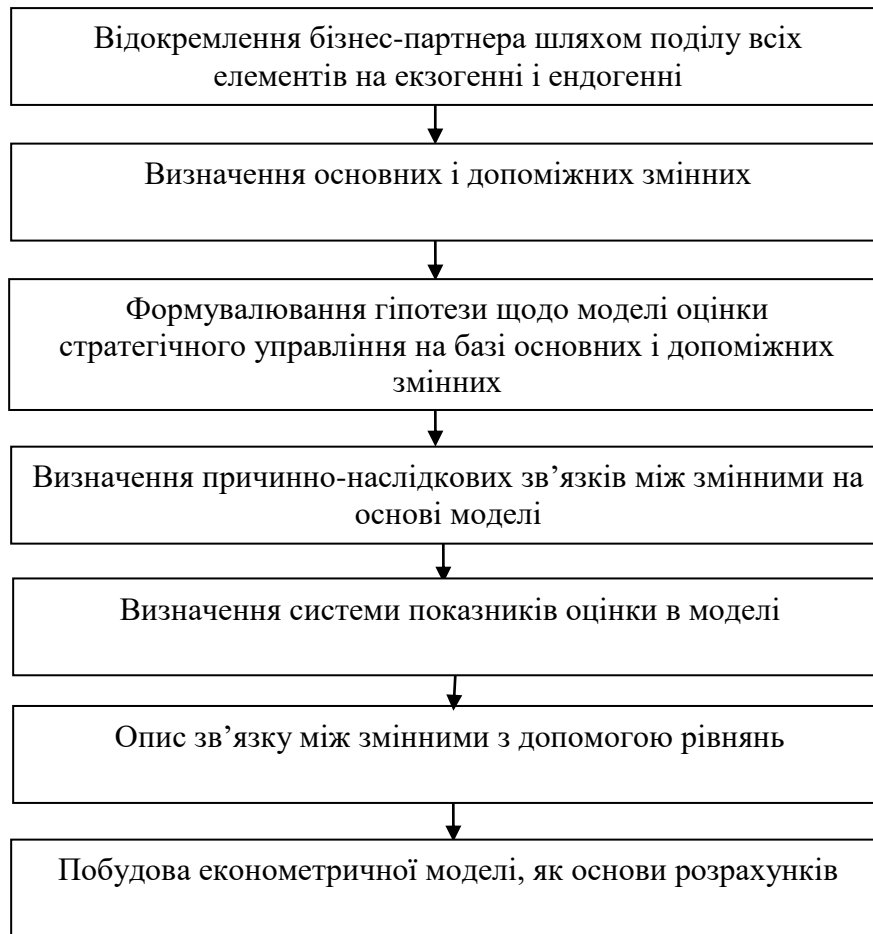 Відокремлення бізнес-партнера шляхом поділу всіх
елементів на екзогенні і ендогенні
Визначення основних і допоміжних змінних
Формувалювання гіпотези щодо моделі оцінки
стратегічного управління на базі основних і допоміжних
змінних
Визначення причинно-наслідкових зв’язків між змінними на
основі моделі
Визначення системи показників оцінки в моделі
Опис зв’язку між змінними з допомогою рівнянь
Побудова економетричної моделі, як основи розрахунків